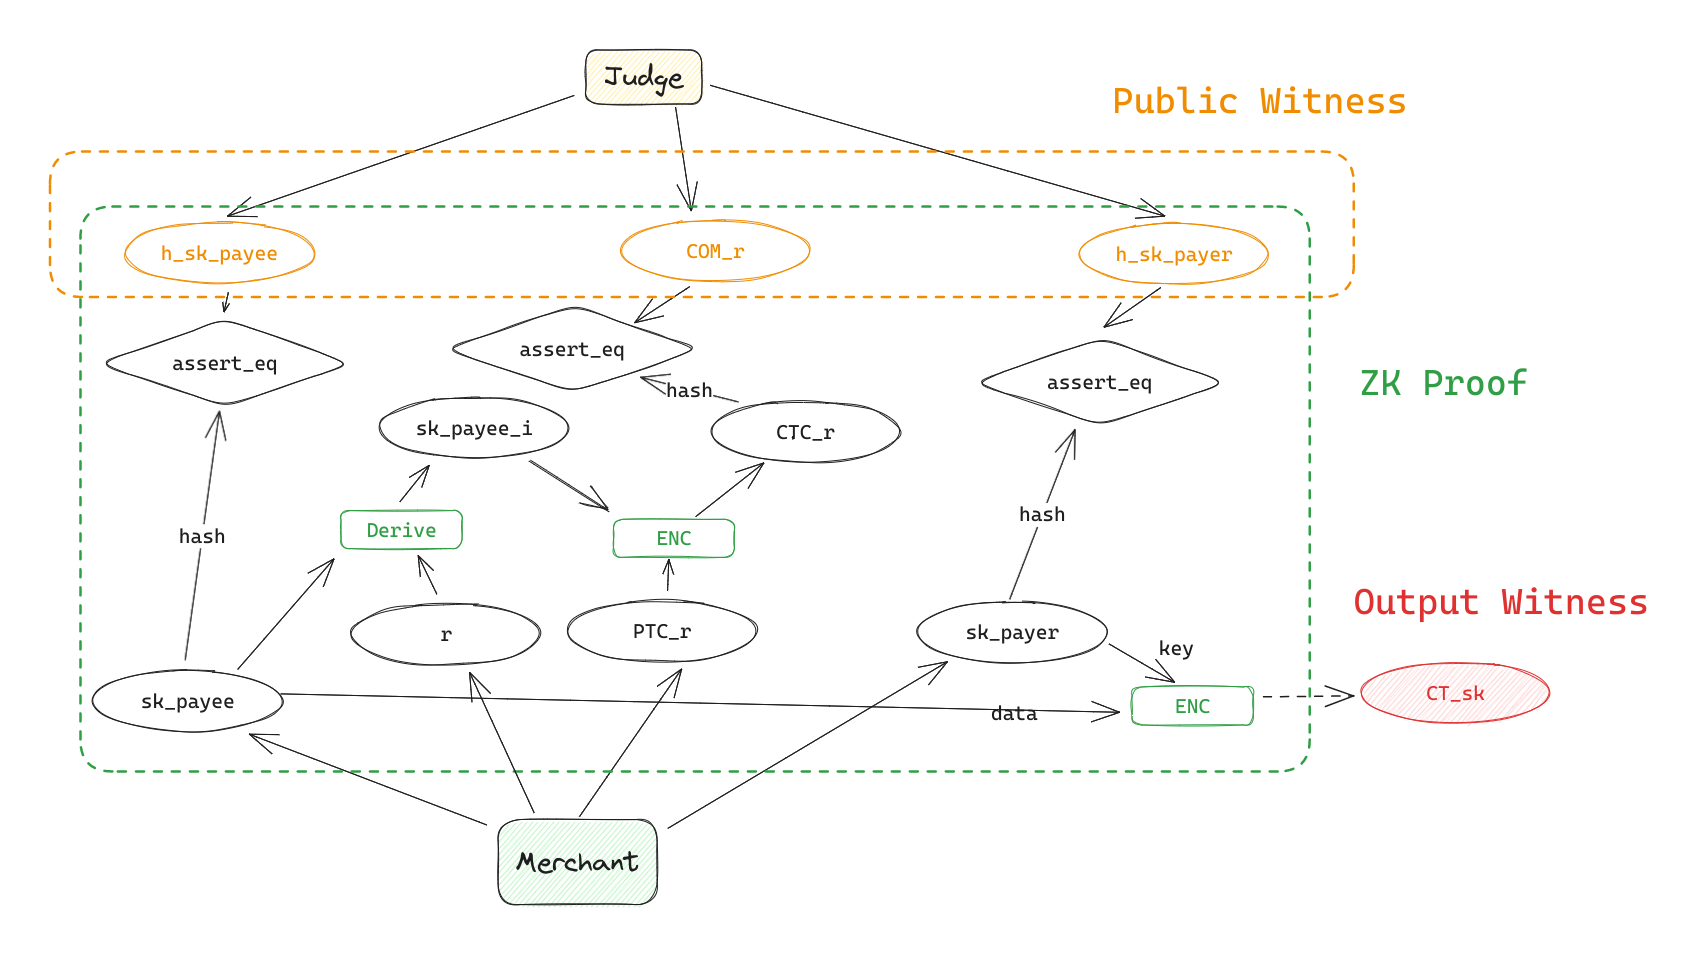 Judge
Public Witness
h_sk_payee
COM_r
h_sk_payer
assert_eq
assert_eq
assert_eq
ZK Proof
hash
sk_payee_i
CTC_r
hash
Derive
ENC
hash
r
PTC_r
sk_payer
Output Witness
key
sk_payee
data
ENC
CT_sk
Merchant